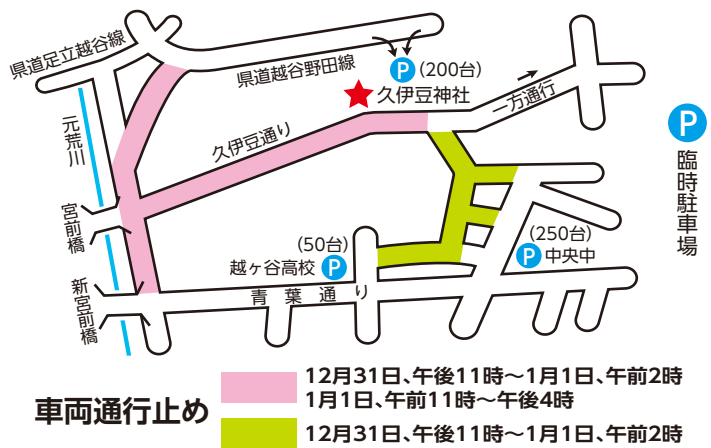 県道足立越谷線
県道越谷野田線
P (200台)
久伊豆神社
一方通行
元荒川
久伊豆通り
P 臨時駐車場
宮前橋
(50台)
越ヶ谷高校 P
(250台)
P 中央中
新宮前橋
青葉通り
車両通行止め
12月31日、午後11時～1月1日、午前2時
1月1日、午前11時～午後4時
12月31日、午後11時～1月1日、午前2時